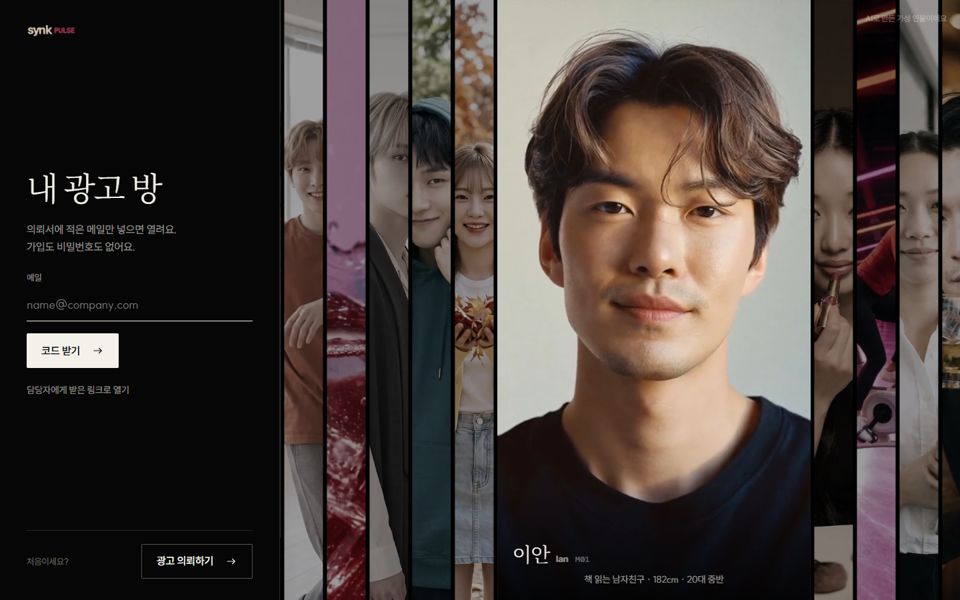 synk PULSE
AI로 만든 가상 인물이에요
내 광고 방
의뢰서에 적은 메일만 넣으면 열려요.
가입도 비밀번호도 없어요.
메일
name@company.com
코드 받기 →
담당자에게 받은 링크로 열기
처음이세요?
광고 의뢰하기 →
이안 Ian M01
책 읽는 남자친구 · 182cm · 20대 중반